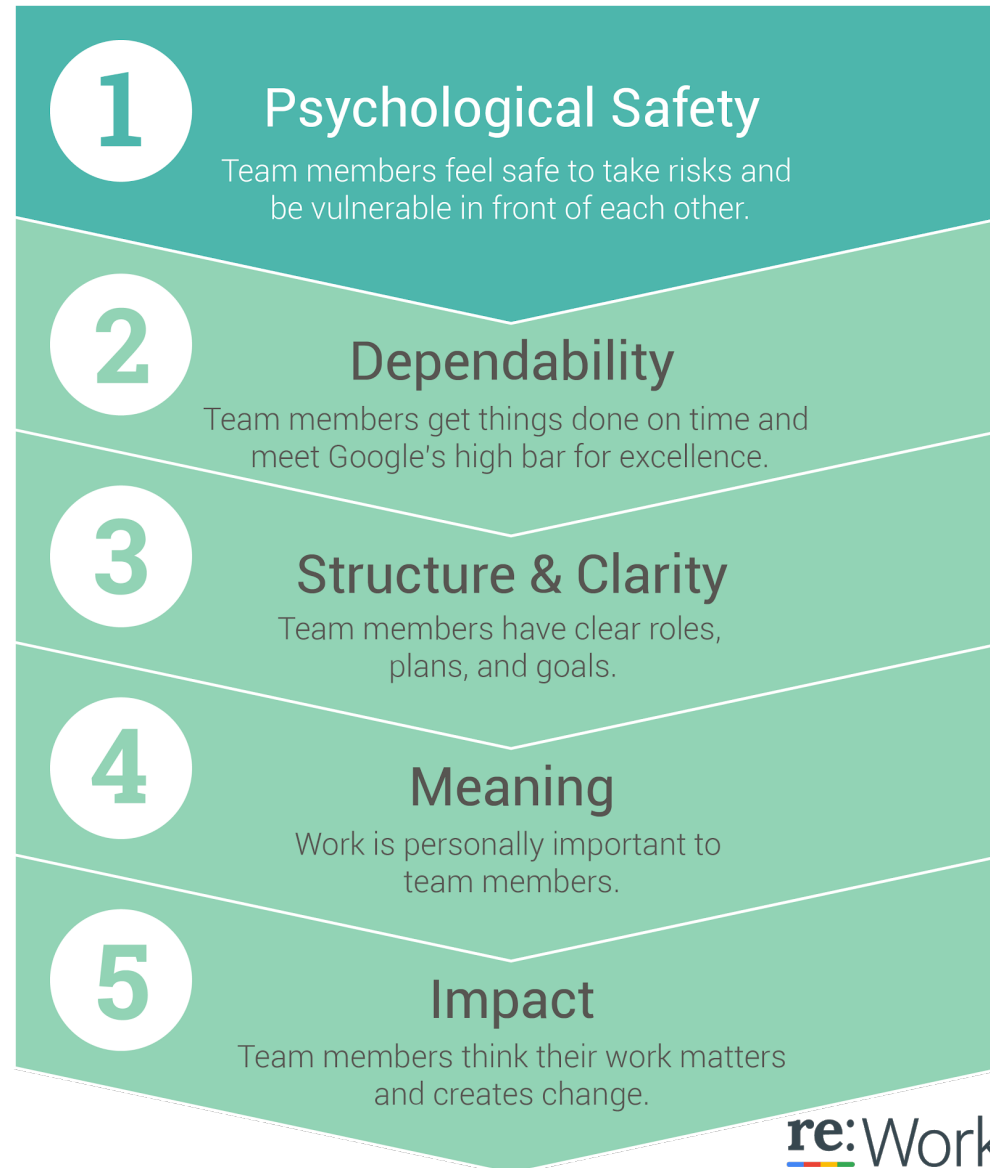 1
Psychological Safety
Team members feel safe to take risks and
be vulnerable in front of each other.
2
Dependability
Team members get things done on time and
meet Google's high bar for excellence.
3
Structure & Clarity
Team members have clear roles,
plans, and goals.
4
Meaning
Work is personally important to
team members.
5
Impact
Team members think their work matters
and creates change.
re:Work